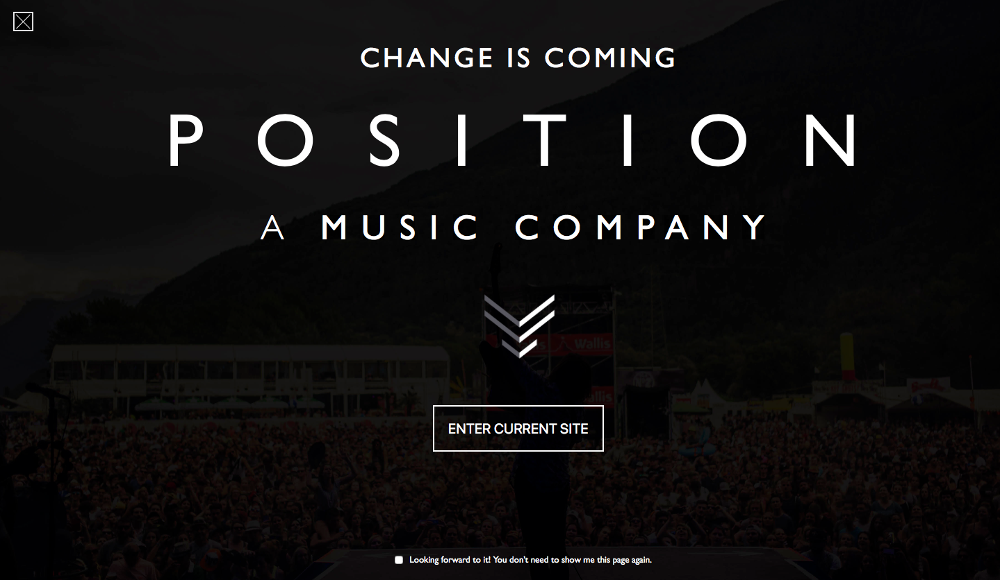 CHANGE IS COMING
POSITION
A MUSIC COMPANY
Wallis
ENTER CURRENT SITE
Looking forward to it! You don't need to show me this page again.